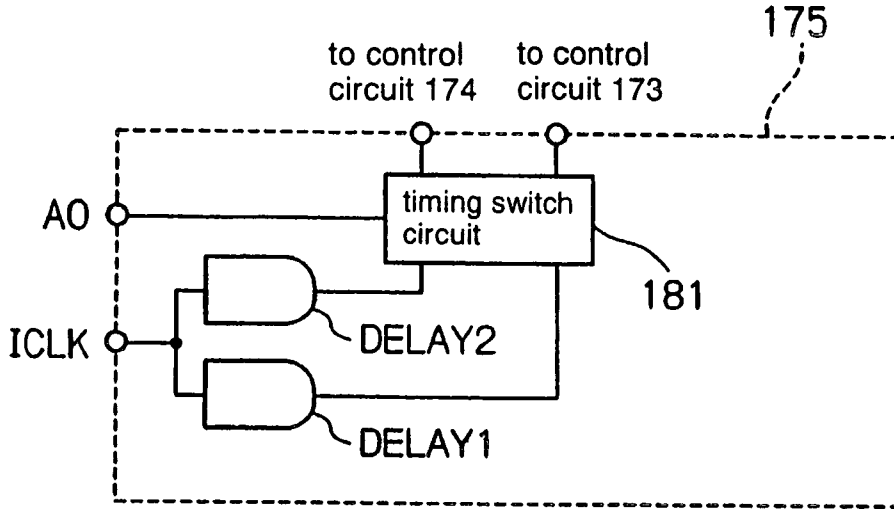 175
to control
circuit 174
to control
circuit 173
A0
timing switch
circuit
181
DELAY2
ICLK
DELAY1